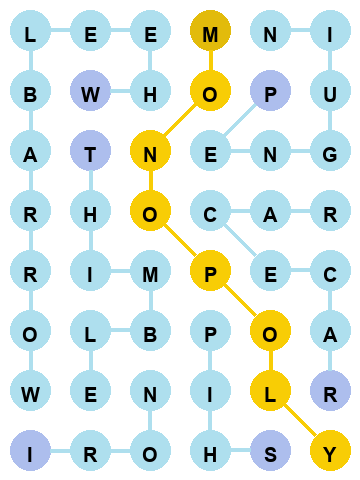 L E E M N I
B W H O P U
A T N E N G
R H O C A R
R I M P E C
O L B P O A
W E N I L R
I R O H S Y